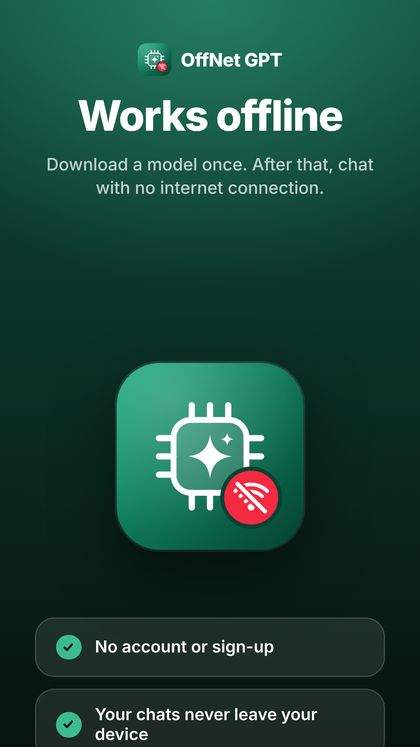 OffNet GPT
Works offline
Download a model once. After that, chat
with no internet connection.
No account or sign-up
Your chats never leave your
device